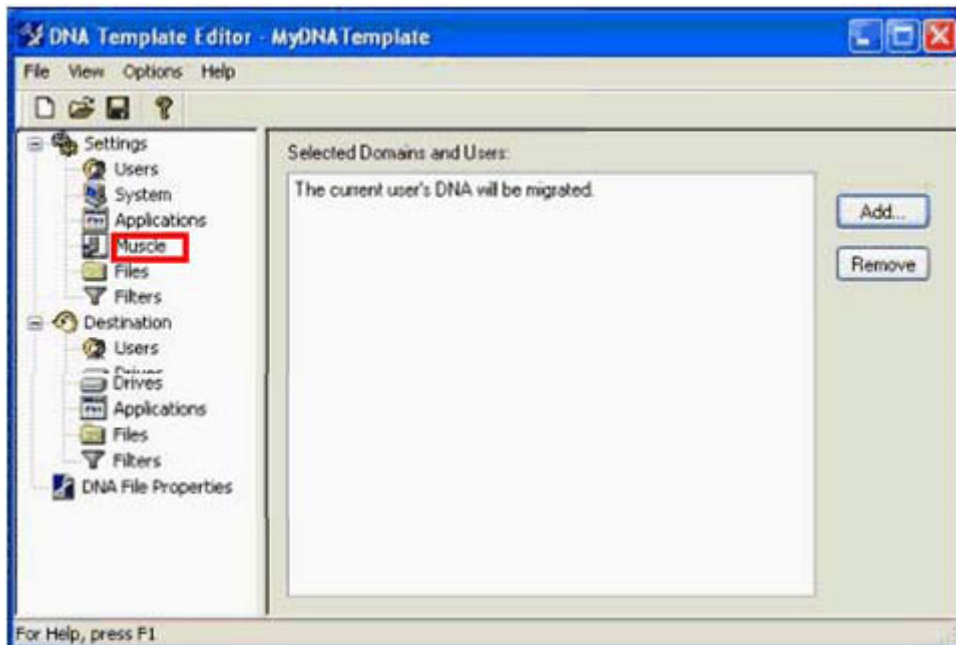 DNA Template Editor - MyDNATemplate
File View Options Help
Settings
Users
System
Applications
Muscle
Files
Filters
Destination
Users
Drives
Drives
Applications
Files
Filters
DNA File Properties
Selected Domains and Users:
The current user's DNA will be migrated.
Add...
Remove
For Help, press F1